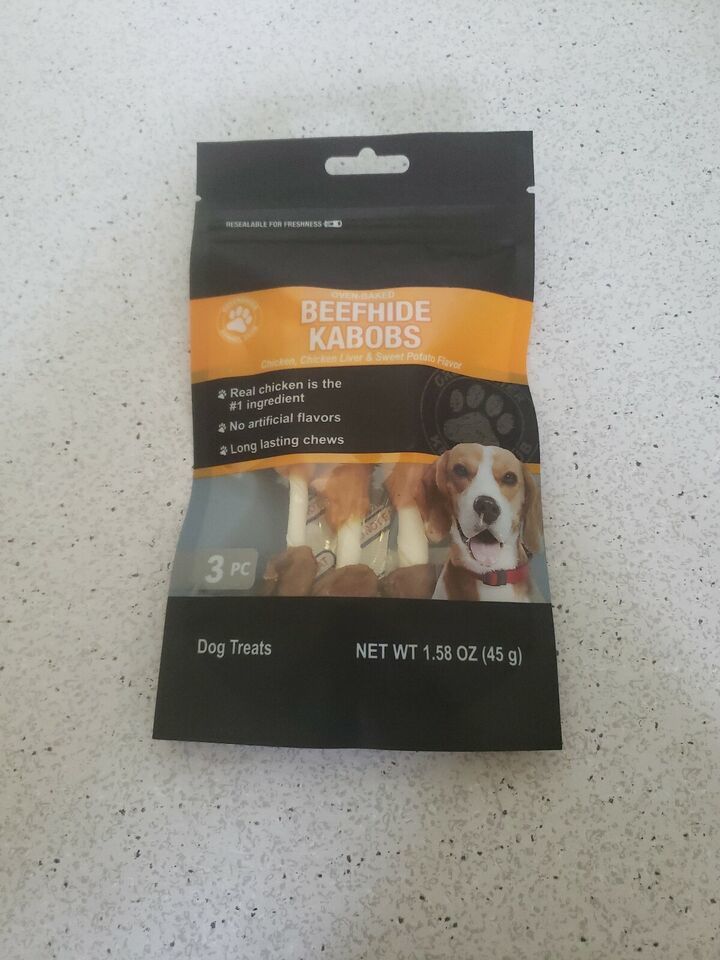 RESEALABLE FOR FRESHNESS
OVEN-BAKED
BEEFHIDE
KABOBS
Chicken, Chicken Liver & Sweet Potato Flavor
Real chicken is the
#1 ingredient
No artificial flavors
Long lasting chews
3 PC
Dog Treats
NET WT 1.58 OZ (45 g)